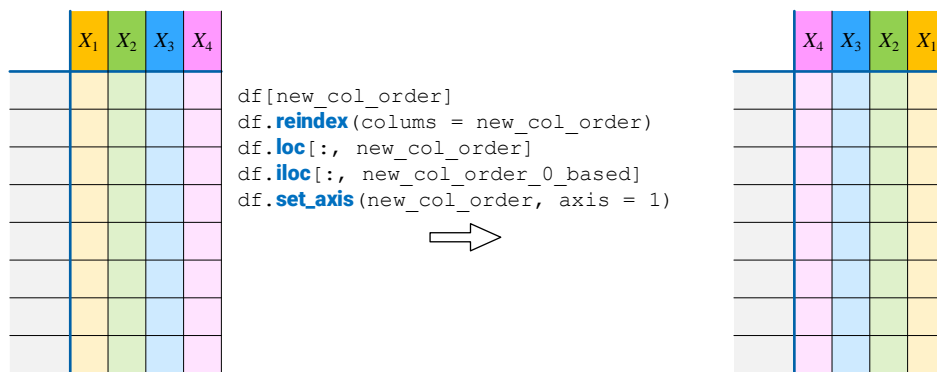 X₁ X₂ X₃ X₄
df[new_col_order]
df.reindex(colums = new_col_order)
df.loc[:, new_col_order]
df.iloc[:, new_col_order_0_based]
df.set_axis(new_col_order, axis = 1)
X₄ X₃ X₂ X₁